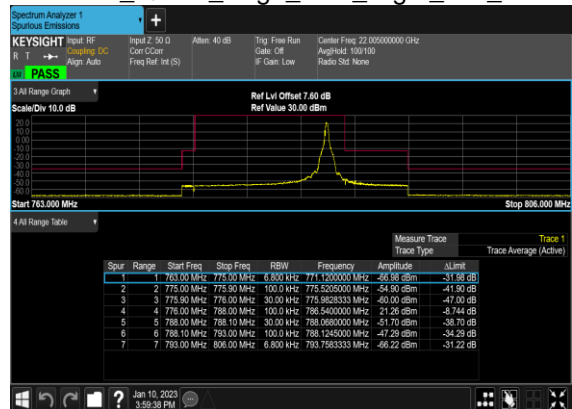 Spectrum Analyzer 1
Spurious Emissions
+
KEYSIGHT Input: RF Input Z: 50 Ω Atten: 40 dB Trig: Free Run Center Freq: 22.005000000 GHz
R T Coupling: DC Corr CCorr Gate: Off Avg|Hold: 100/100
Align: Auto Freq Ref: Int (S) IF Gain: Low Radio Std: None
PASS
3 All Range Graph Ref Lvl Offset 7.60 dB
Scale/Div 10.0 dB Ref Value 30.00 dBm
20.0
10.0
0.00
-10.0
-20.0
-30.0
-40.0
-50.0
-60.0
Start 763.000 MHz Stop 806.000 MHz
4 All Range Table
Measure Trace Trace 1
Trace Type Trace Average (Active)
Spur Range Start Freq Stop Freq RBW Frequency Amplitude ΔLimit
1 1 763.00 MHz 775.00 MHz 6.800 kHz 771.1200000 MHz -66.98 dBm -31.98 dB
2 2 775.00 MHz 775.90 MHz 100.0 kHz 775.5205000 MHz -54.90 dBm -41.90 dB
3 3 775.90 MHz 776.00 MHz 30.00 kHz 775.9828333 MHz -60.00 dBm -47.00 dB
4 4 776.00 MHz 788.00 MHz 100.0 kHz 786.5400000 MHz 21.26 dBm -8.744 dB
5 5 788.00 MHz 788.10 MHz 30.00 kHz 788.0680000 MHz -51.70 dBm -38.70 dB
6 6 788.10 MHz 793.00 MHz 100.0 kHz 788.1245000 MHz -47.29 dBm -34.29 dB
7 7 793.00 MHz 806.00 MHz 6.800 kHz 793.7583333 MHz -66.22 dBm -31.22 dB
? Jan 10, 2023
3:59:38 PM